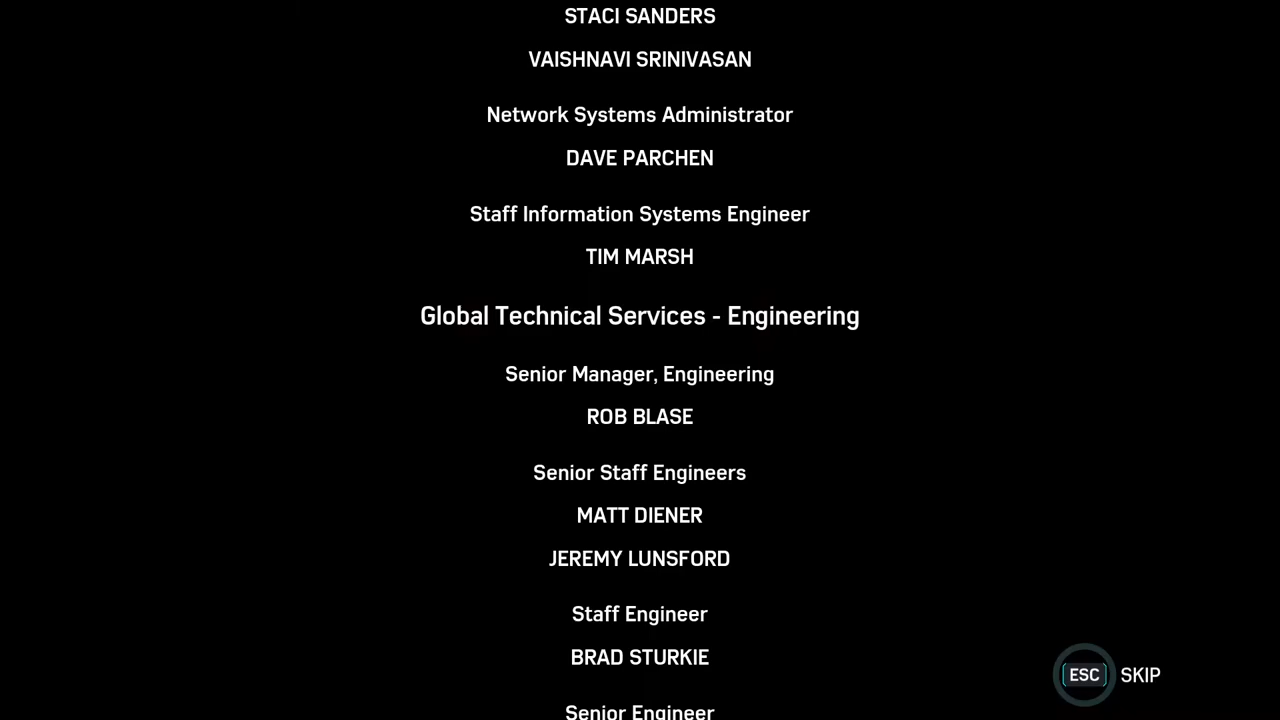 STACI SANDERS
VAISHNAVI SRINIVASAN
Network Systems Administrator
DAVE PARCHEN
Staff Information Systems Engineer
TIM MARSH
Global Technical Services - Engineering
Senior Manager, Engineering
ROB BLASE
Senior Staff Engineers
MATT DIENER
JEREMY LUNSFORD
Staff Engineer
BRAD STURKIE
ESC SKIP
Senior Engineer